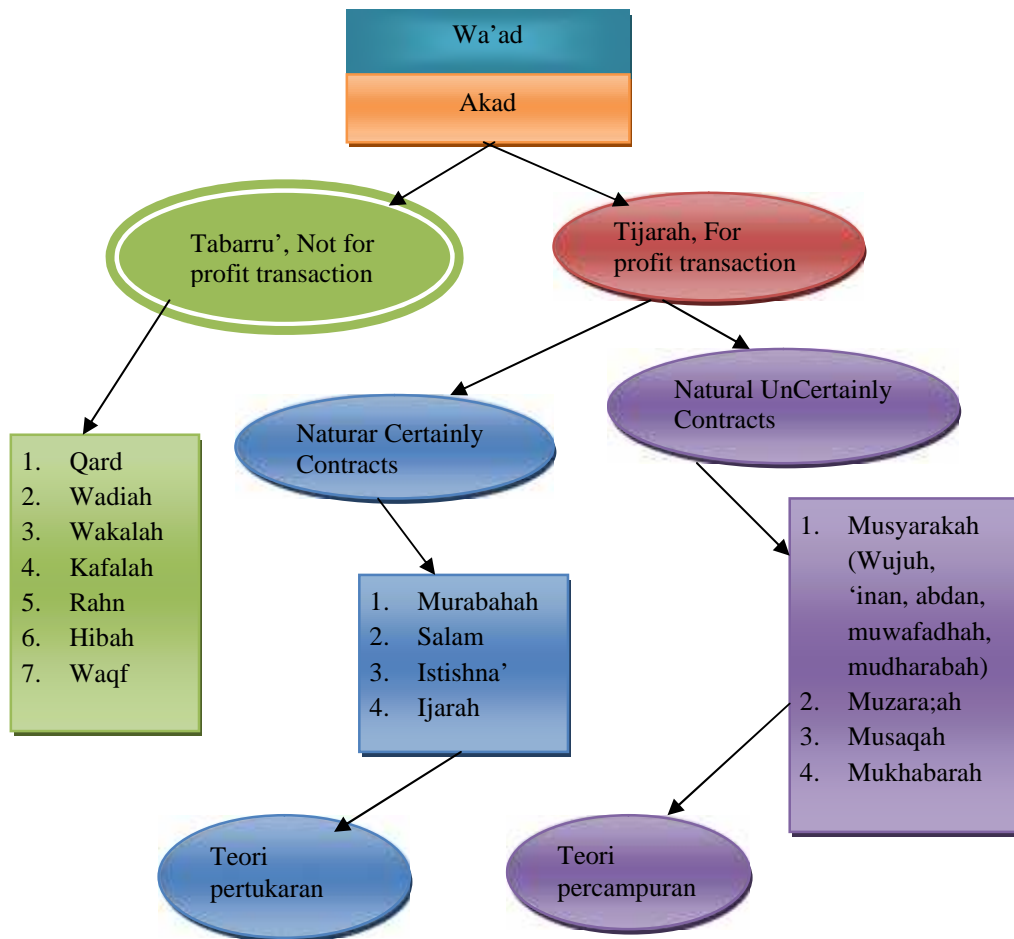 Wa’ad
Akad
Tabarru’, Not for
profit transaction
Tijarah, For
profit transaction
Naturar Certainly
Contracts
Natural UnCertainly
Contracts
1. Qard
2. Wadiah
3. Wakalah
4. Kafalah
5. Rahn
6. Hibah
7. Waqf
1. Murabahah
2. Salam
3. Istishna’
4. Ijarah
1. Musyarakah
(Wujuh,
‘inan, abdan,
muwafadhah,
mudharabah)
2. Muzara;ah
3. Musaqah
4. Mukhabarah
Teori
pertukaran
Teori
percampuran